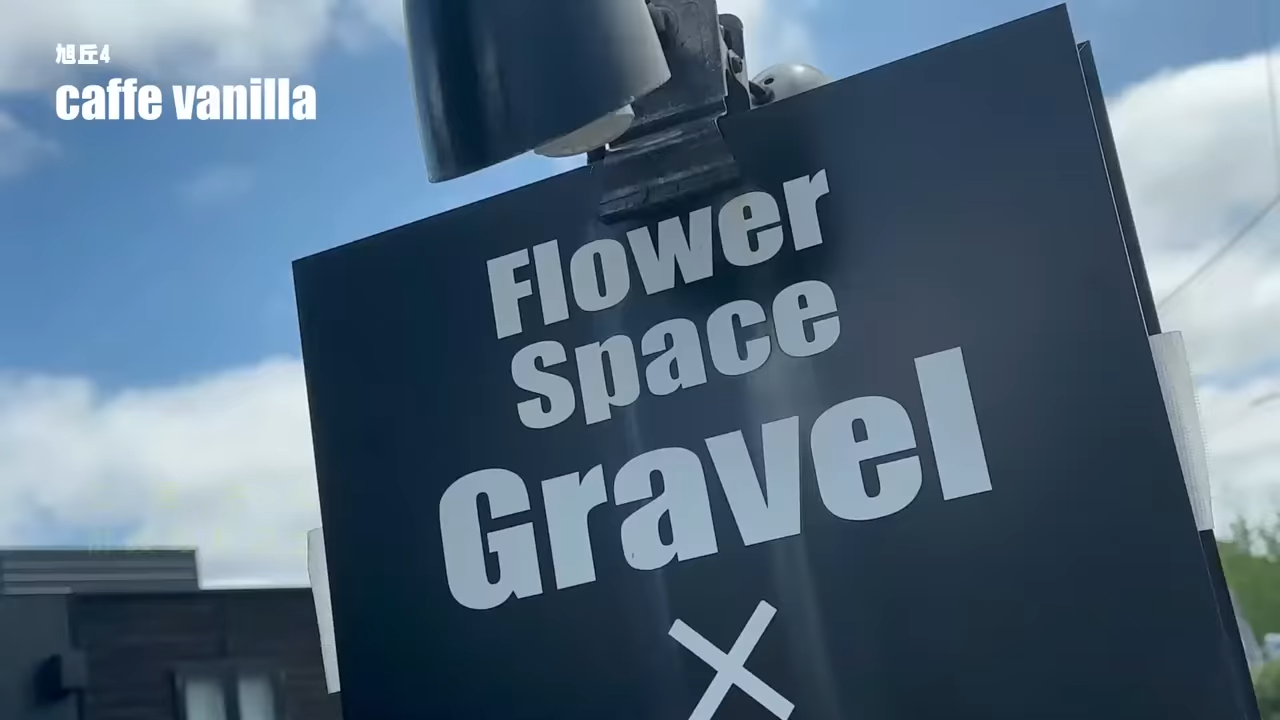 旭丘4
caffe vanilla
Flower
Space
Gravel
×